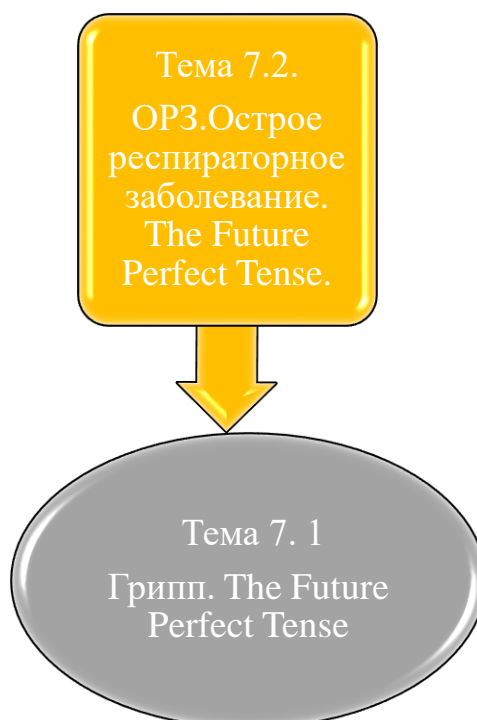 Тема 7.2.
ОРЗ.Острое
респираторное
заболевание.
The Future
Perfect Tense.
Тема 7. 1
Грипп. The Future
Perfect Tense